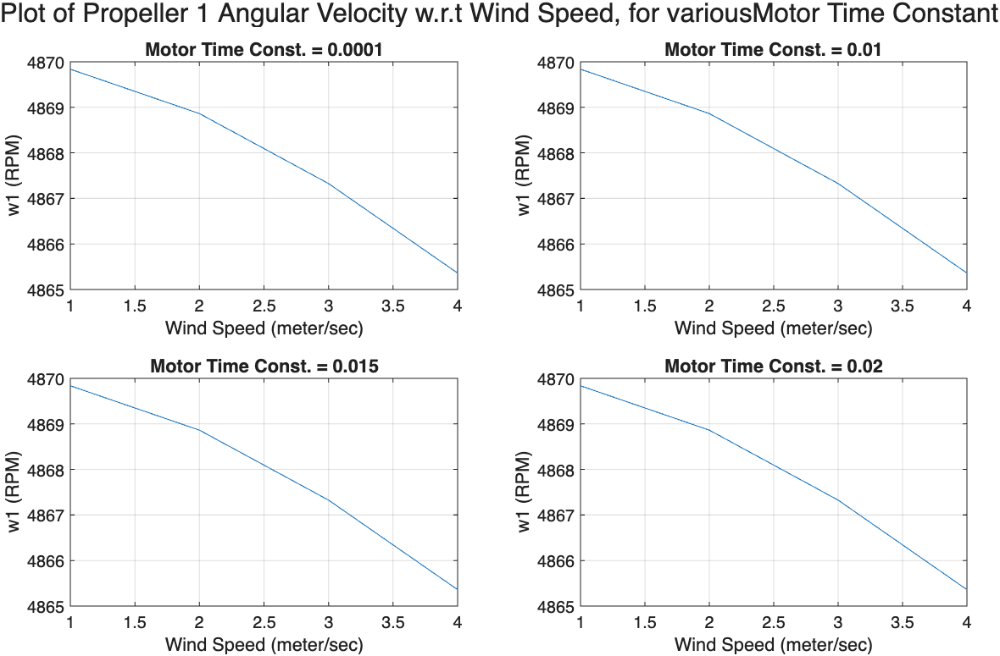 Plot of Propeller 1 Angular Velocity w.r.t Wind Speed, for variousMotor Time Constant
Motor Time Const. = 0.0001
4870
4869
4868
4867
4866
4865
w1 (RPM)
1 1.5 2 2.5 3 3.5 4
Wind Speed (meter/sec)
Motor Time Const. = 0.01
4870
4869
4868
4867
4866
4865
w1 (RPM)
1 1.5 2 2.5 3 3.5 4
Wind Speed (meter/sec)
Motor Time Const. = 0.015
4870
4869
4868
4867
4866
4865
w1 (RPM)
1 1.5 2 2.5 3 3.5 4
Wind Speed (meter/sec)
Motor Time Const. = 0.02
4870
4869
4868
4867
4866
4865
w1 (RPM)
1 1.5 2 2.5 3 3.5 4
Wind Speed (meter/sec)